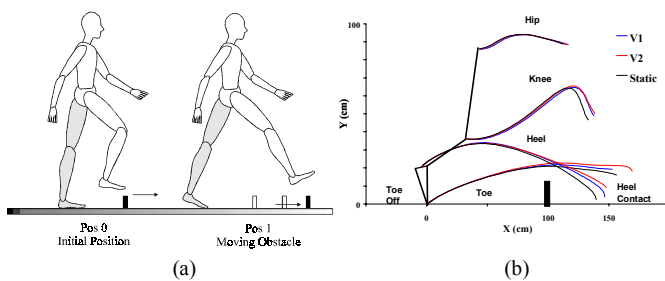 Pos 0
Initial Position
Pos 1
Moving Obstacle
(a)
100
0
Y (cm)
Hip
Knee
Heel
Toe
Toe
Off
Heel
Contact
V1
V2
Static
0
50
100
150
X (cm)
(b)